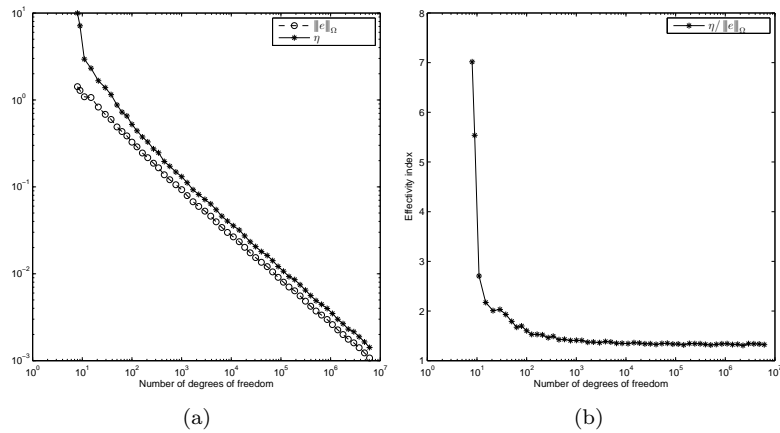 10¹
10⁰
10⁻¹
10⁻²
10⁻³
10⁰ 10¹ 10² 10³ 10⁴ 10⁵ 10⁶ 10⁷
Number of degrees of freedom
|||e|||Ω
η
(a)
8
7
6
5
4
3
2
1
Effectivity index
10⁰ 10¹ 10² 10³ 10⁴ 10⁵ 10⁶ 10⁷
Number of degrees of freedom
η/ |||e|||Ω
(b)